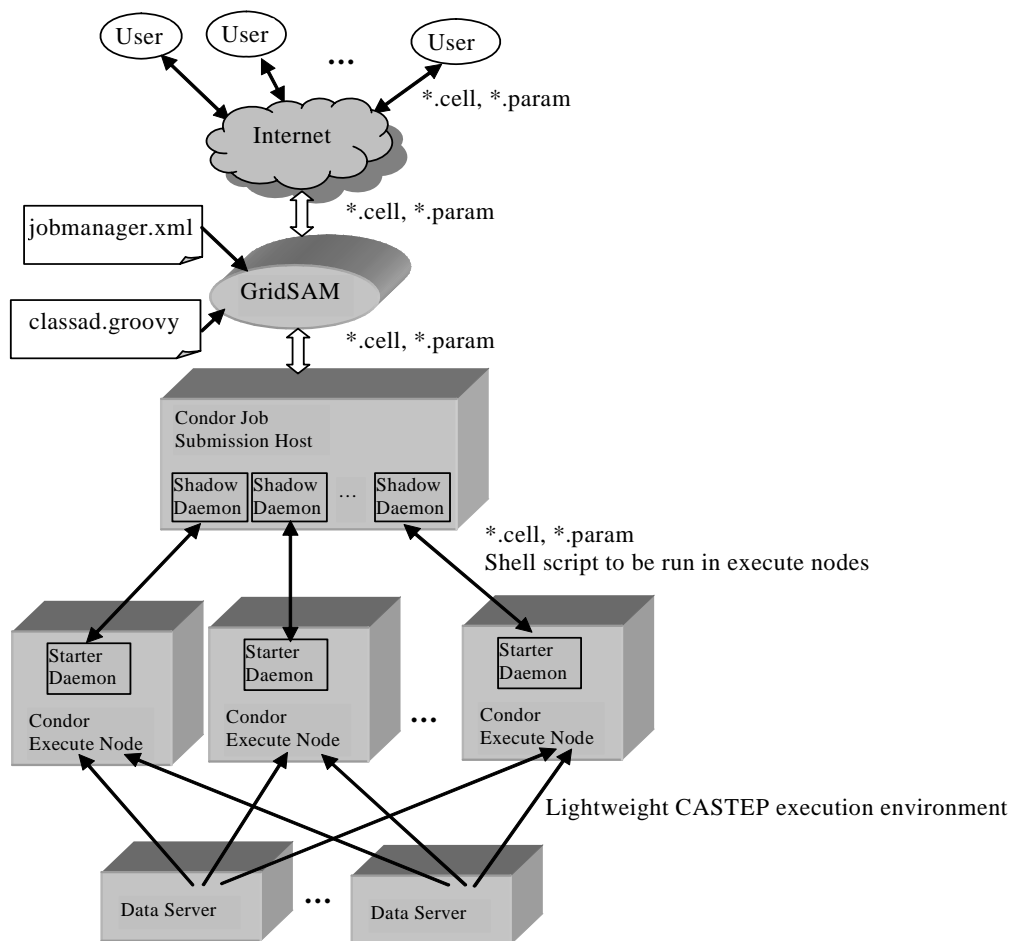 User
User
User
...
*.cell, *.param
Internet
*.cell, *.param
jobmanager.xml
GridSAM
classad.groovy
*.cell, *.param
Condor Job
Submission Host
Shadow
Daemon
Shadow
Daemon
...
Shadow
Daemon
*.cell, *.param
Shell script to be run in execute nodes
Starter
Daemon
Condor
Execute Node
Starter
Daemon
Condor
Execute Node
...
Starter
Daemon
Condor
Execute Node
Lightweight CASTEP execution environment
Data Server
...
Data Server